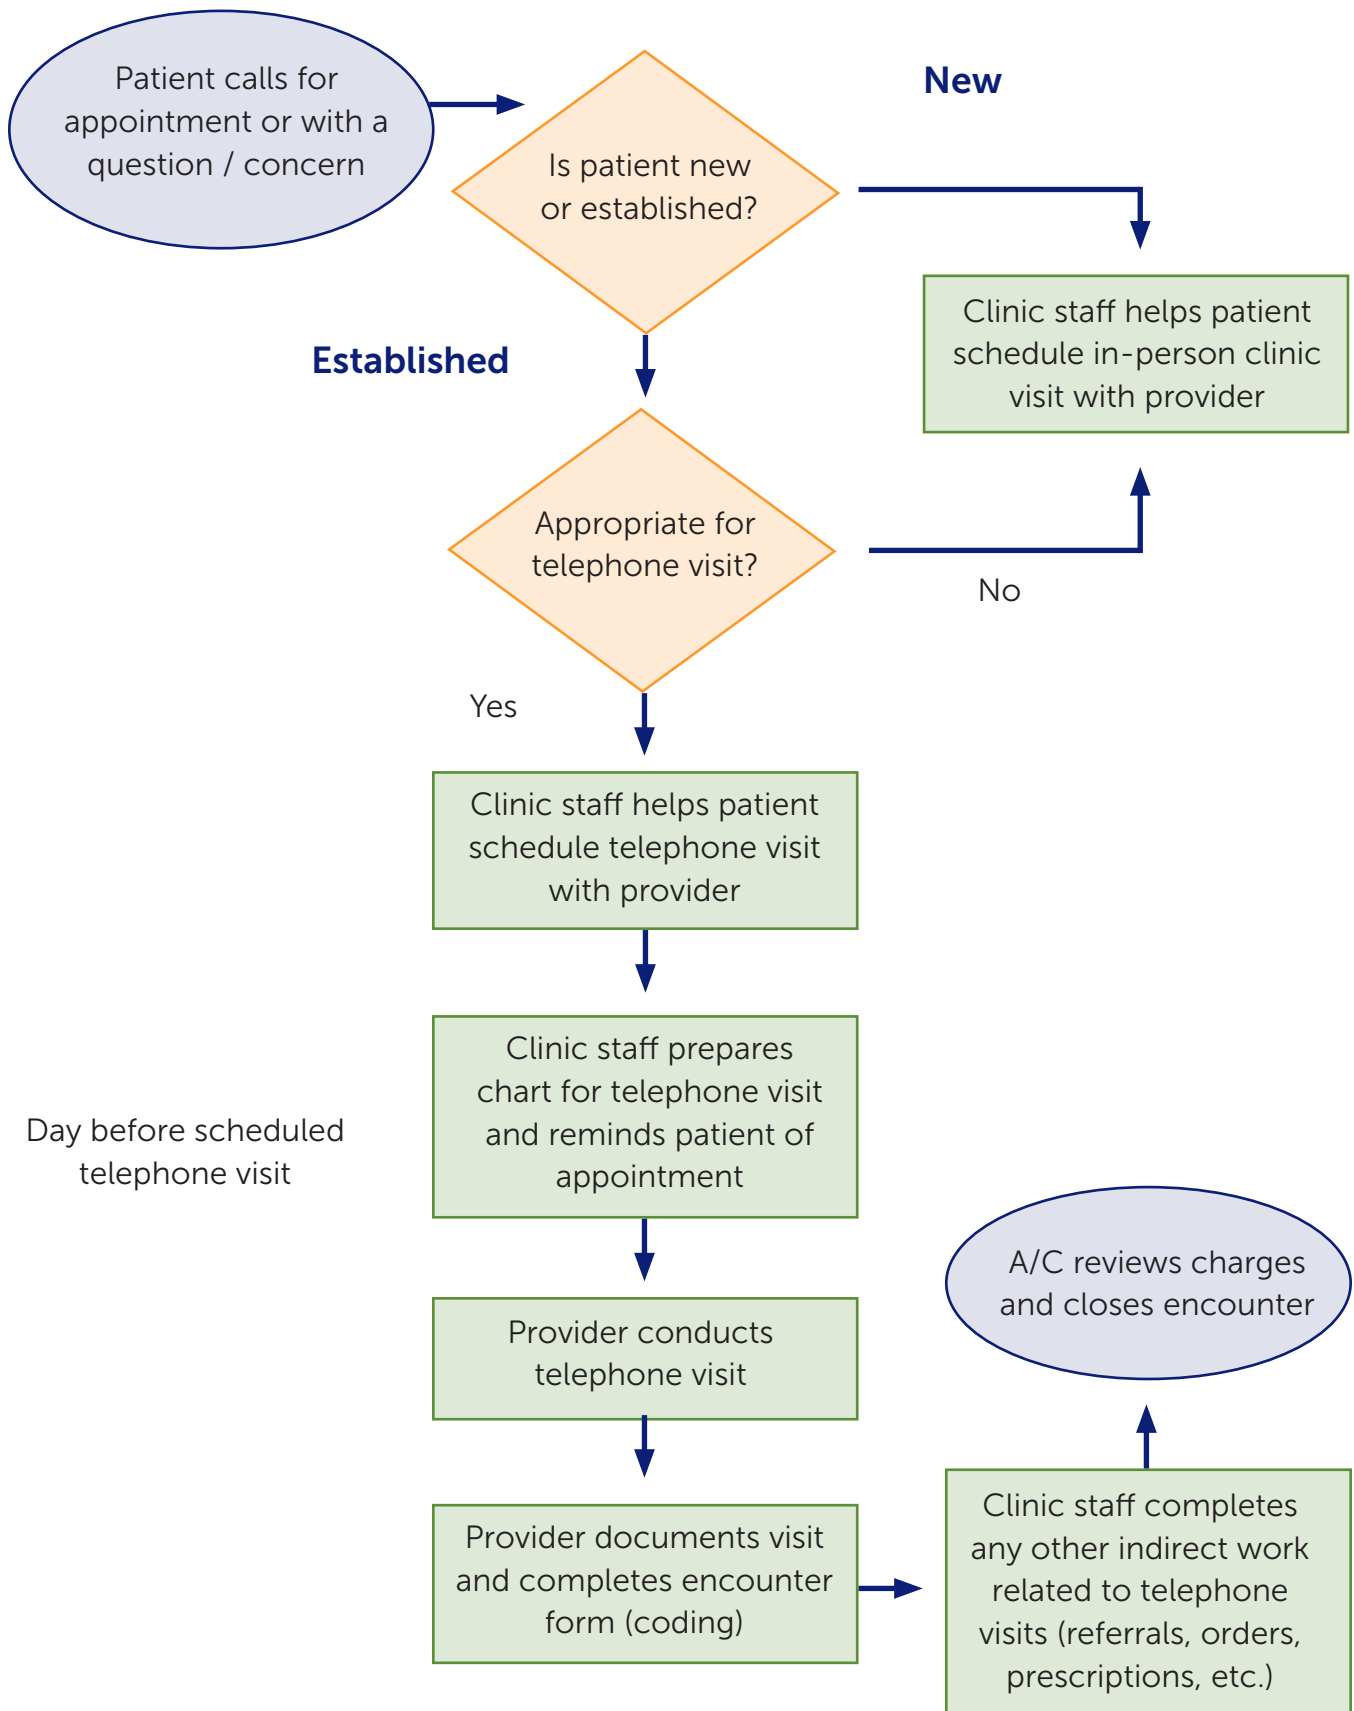 Patient calls for
appointment or with a
question / concern
Is patient new
or established?
New
Clinic staff helps patient
schedule in-person clinic
visit with provider
Established
Appropriate for
telephone visit?
No
Yes
Clinic staff helps patient
schedule telephone visit
with provider
Day before scheduled
telephone visit
Clinic staff prepares
chart for telephone visit
and reminds patient of
appointment
Provider conducts
telephone visit
Provider documents visit
and completes encounter
form (coding)
Clinic staff completes
any other indirect work
related to telephone
visits (referrals, orders,
prescriptions, etc.)
A/C reviews charges
and closes encounter